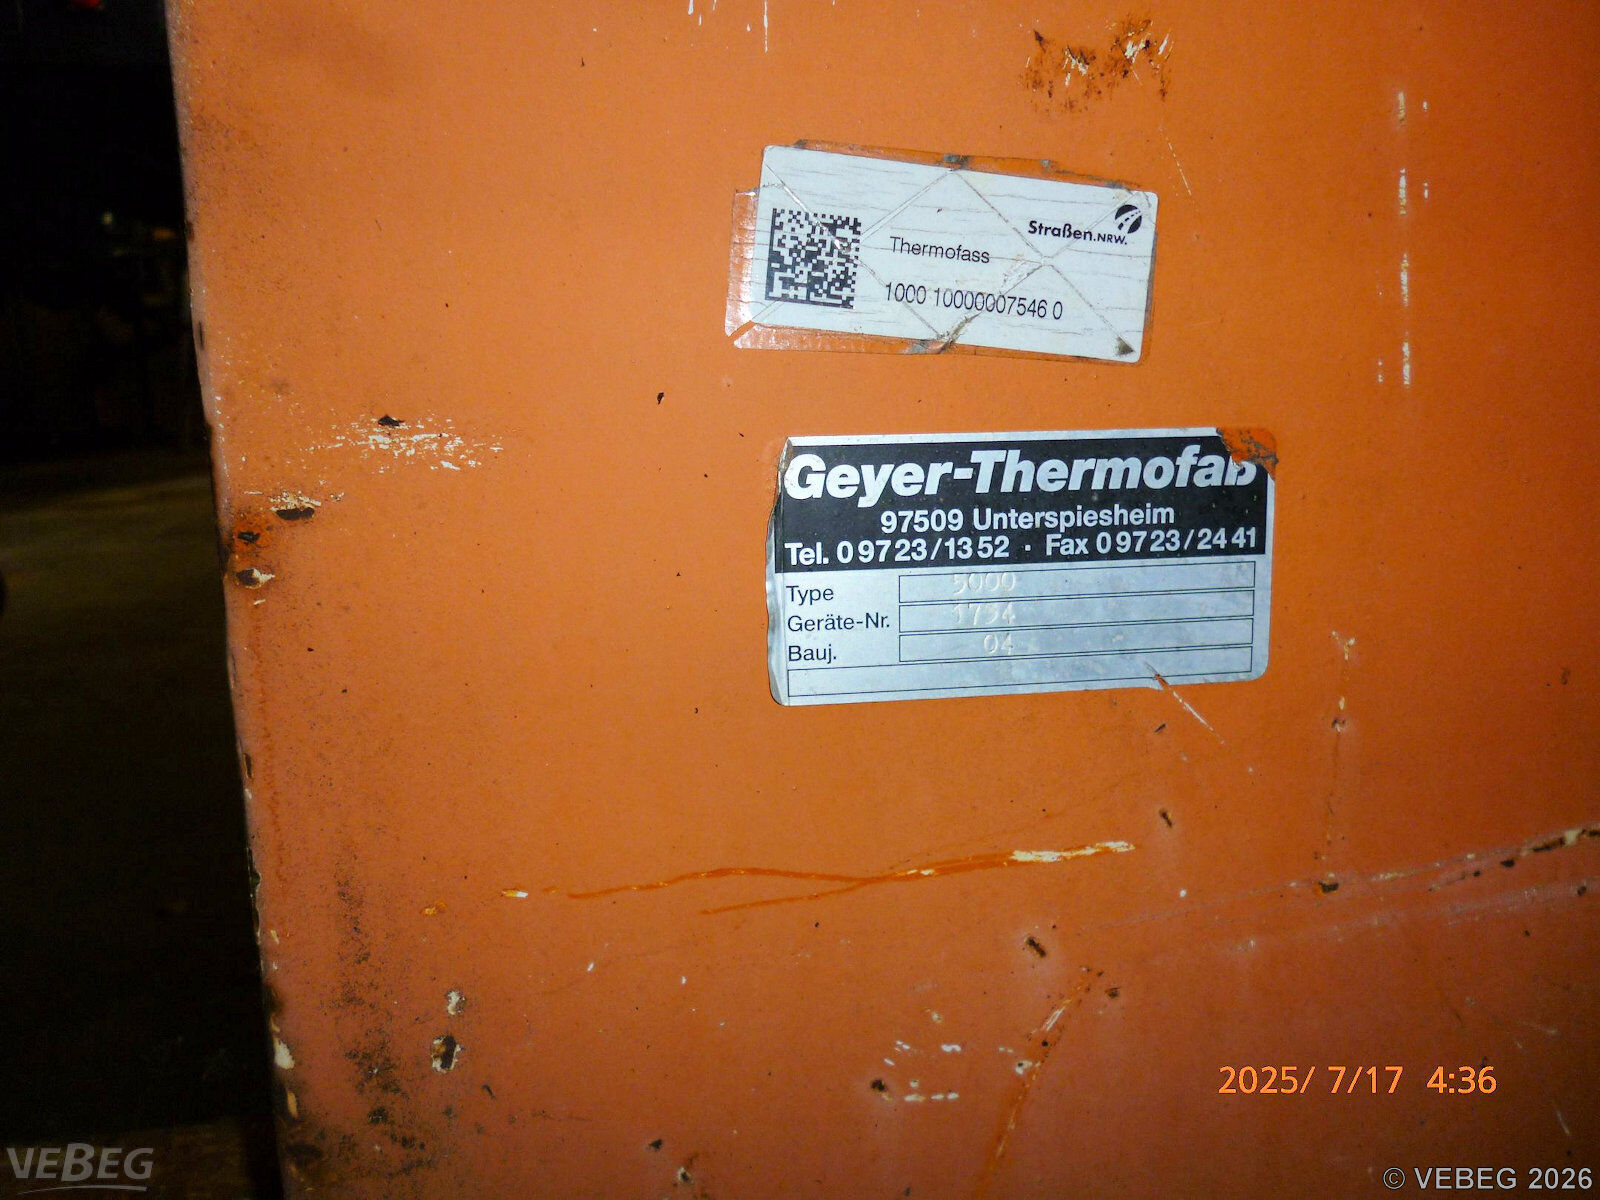 Straßen.NRW.
Thermofass
1000 10000007546 0
Geyer-Thermofaß
97509 Unterspiesheim
Tel. 0 97 23 / 13 52 · Fax 0 97 23 / 24 41
Type 5000
Geräte-Nr. 1734
Bauj. 04
2025/ 7/17 4:36
VEBEG
© VEBEG 2026